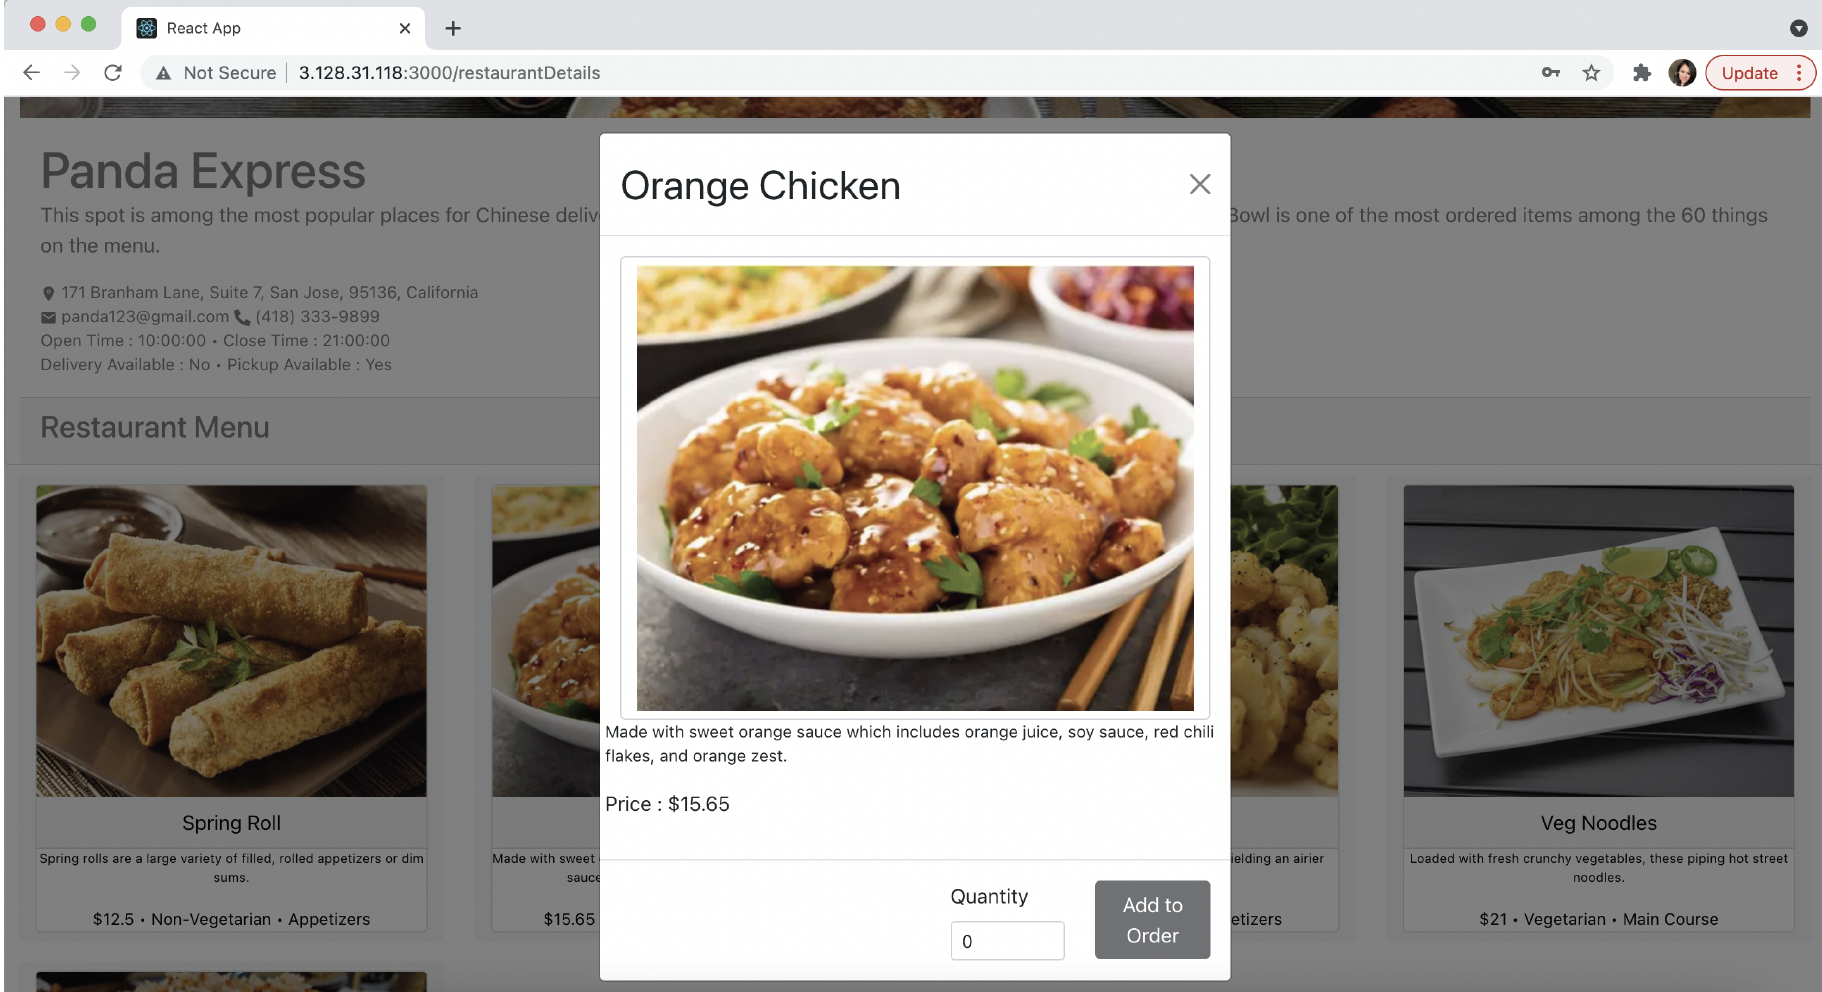 React App
Not Secure
3.128.31.118:3000/restaurantDetails
Update
Panda Express
This spot is among the most popular places for Chinese
Bowl is one of the most ordered items among the 60 things
on the menu.
171 Branham Lane, Suite 7, San Jose, 95136, California
panda123@gmail.com (418) 333-9899
Open Time : 10:00:00 • Close Time : 21:00:00
Delivery Available : No • Pickup Available : Yes
Restaurant Menu
Orange Chicken
Made with sweet orange sauce which includes orange juice, soy sauce, red chili
flakes, and orange zest.
Price : $15.65
Quantity
0
Add to
Order
Spring Roll
Spring rolls are a large variety of filled, rolled appetizers or dim
sums.
$12.5 • Non-Vegetarian • Appetizers
Made with sweet
sauce
$15.65
an airier
Veg Noodles
Loaded with fresh crunchy vegetables, these piping hot street
noodles.
$21 • Vegetarian • Main Course